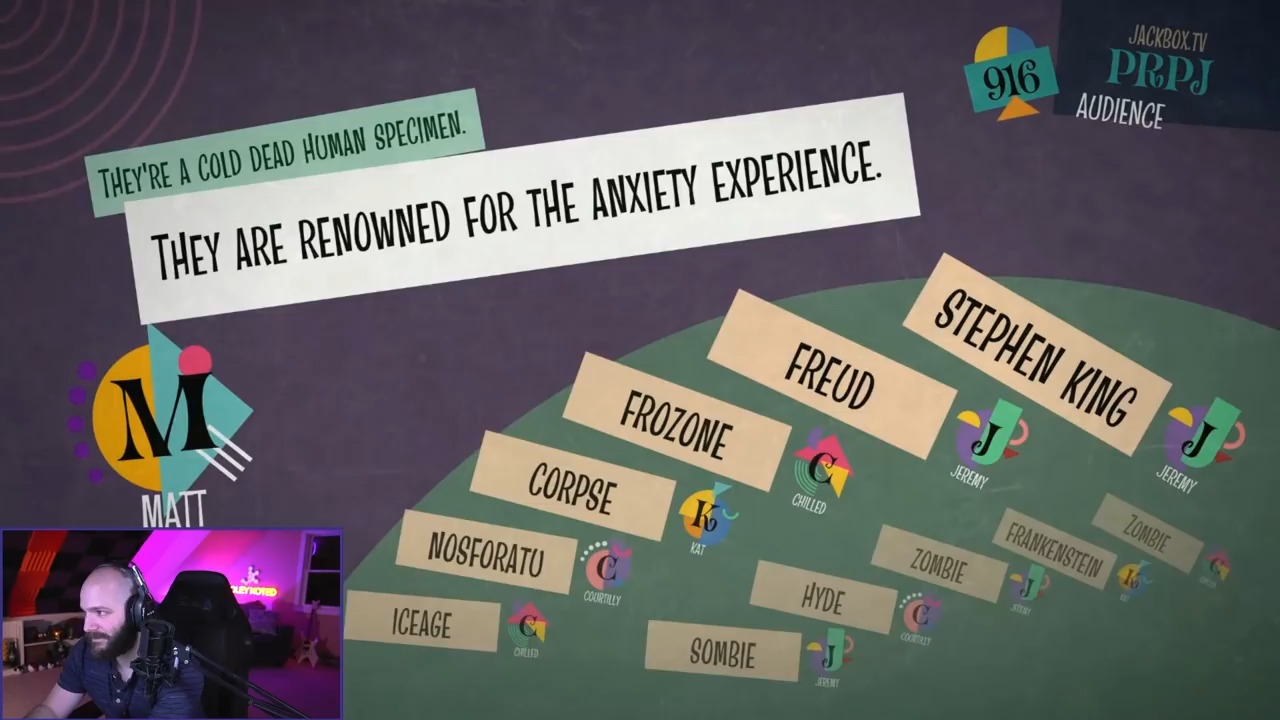 JACKBOX.TV
PRPJ
916
AUDIENCE
THEY'RE A COLD DEAD HUMAN SPECIMEN.
THEY ARE RENOWNED FOR THE ANXIETY EXPERIENCE.
STEPHEN KING
J
JEREMY
FREUD
J
JEREMY
FROZONE
C
CHILLED
CORPSE
K
KAT
NOSFORATU
C
COURTILLY
ICEAGE
C
CHILLED
ZOMBIE
FRANKENSTEIN
K
KAT
ZOMBIE
J
JEREMY
HYDE
C
COURTILLY
SOMBIE
J
JEREMY
M
MATT